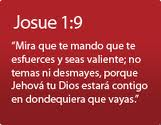 Josue 1:9
“Mira que te mando que te
esfuerces y seas valiente; no
temas ni desmayes, porque
Jehová tu Dios estará contigo
en dondequiera que vayas.”